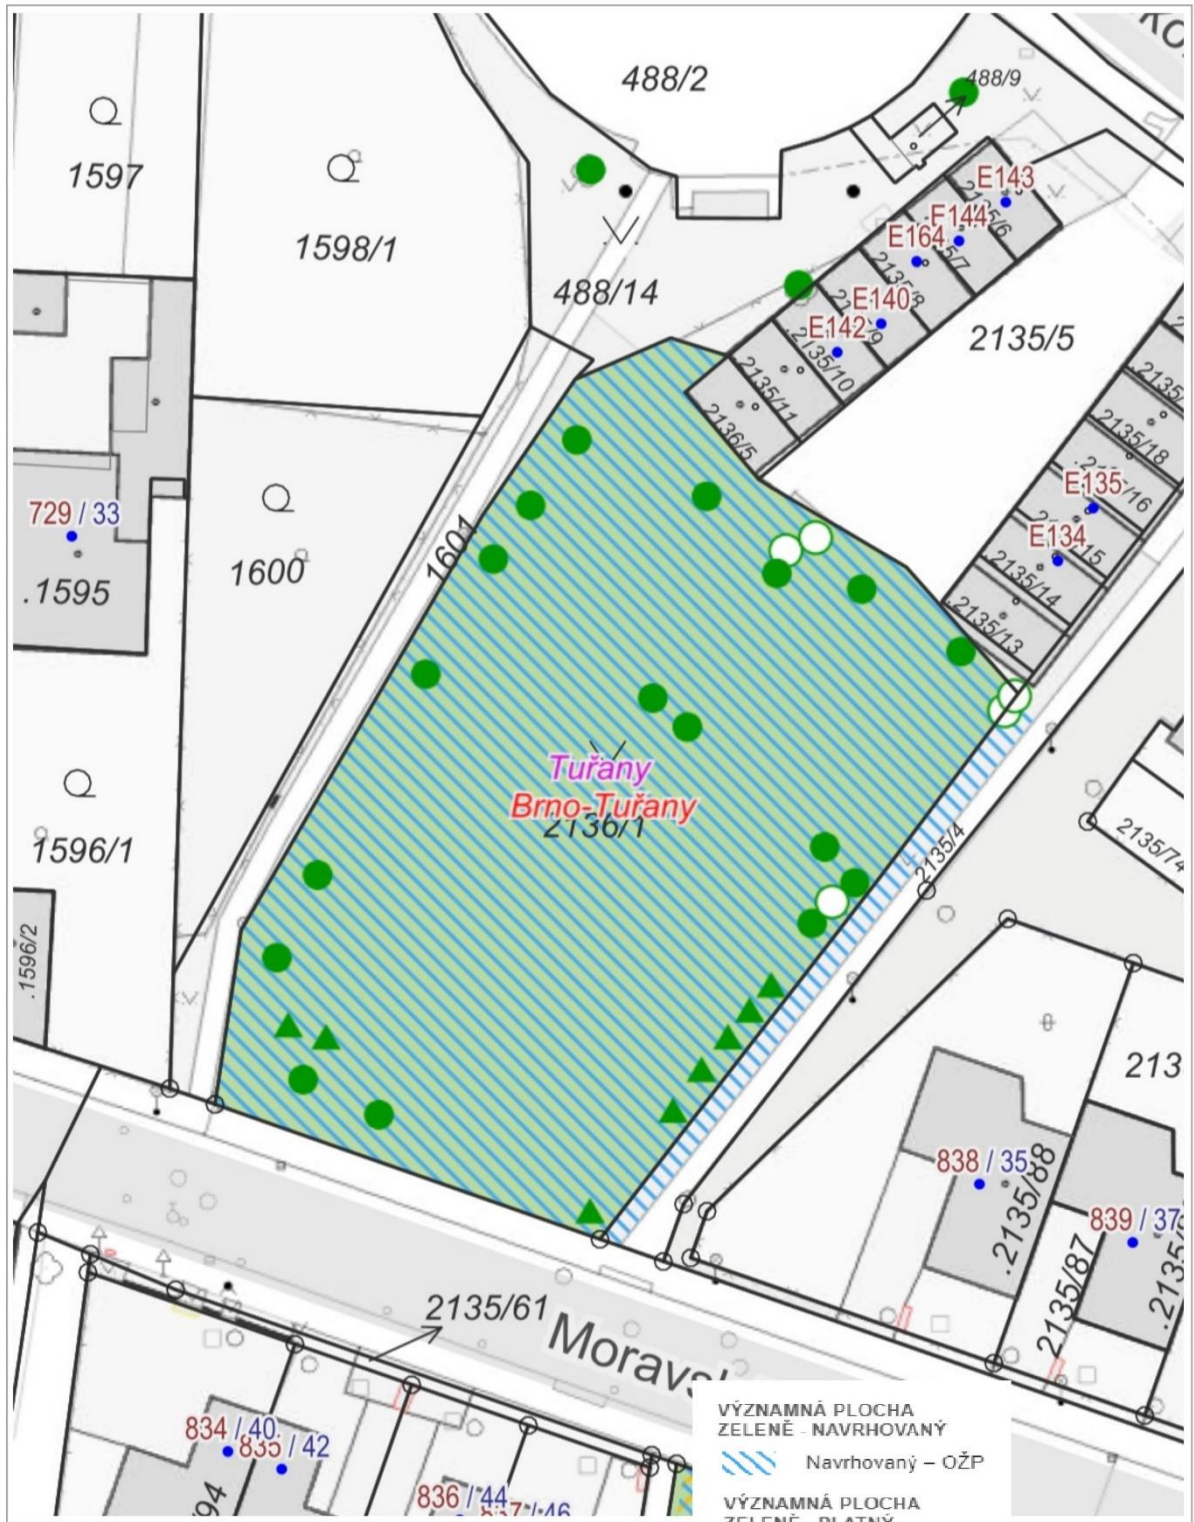 488/2
488/9
1597
1598/1
E143
E144
E164
488/14
E140
E142
2135/5
2135/10
2135/11
2136/5
2135/18
E135
729 / 33
E134
1601
1600
.1595
2135/14
.2135/13
Tuřany
Brno-Tuřany
2136/1
1596/1
2135/74
2135/4
.1596/2
213
838 / 35
.2135/88
839 / 37
2135/87
2135/61
Moravs
VÝZNAMNÁ PLOCHA
ZELENĚ - NAVRHOVANÝ
Navrhovaný – OŽP
834 / 40
835 / 42
836 / 44
VÝZNAMNÁ PLOCHA
ZELENĚ - PLATNÝ